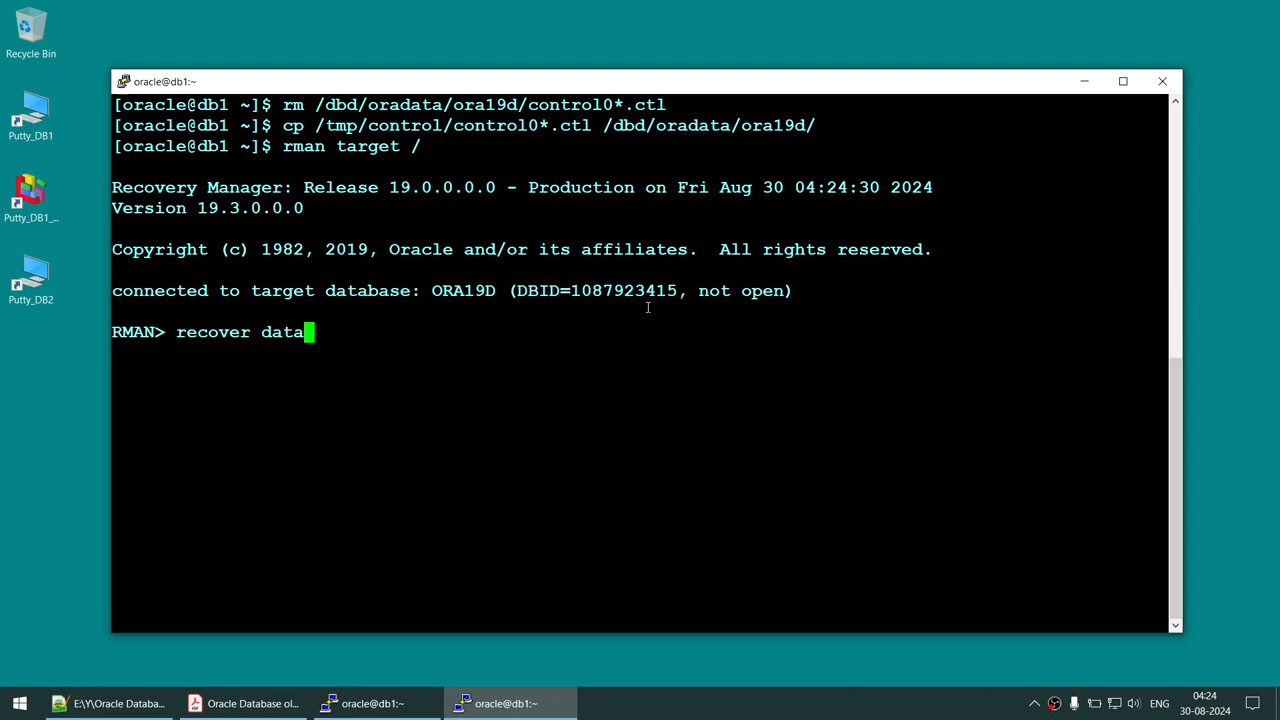 Recycle Bin
Putty_DB1
Putty_DB1_...
Putty_DB2
oracle@db1:~
[oracle@db1 ~]$ rm /dbd/oradata/ora19d/control0*.ctl
[oracle@db1 ~]$ cp /tmp/control/control0*.ctl /dbd/oradata/ora19d/
[oracle@db1 ~]$ rman target /
Recovery Manager: Release 19.0.0.0.0 - Production on Fri Aug 30 04:24:30 2024
Version 19.3.0.0.0
Copyright (c) 1982, 2019, Oracle and/or its affiliates.  All rights reserved.
connected to target database: ORA19D (DBID=1087923415, not open)
RMAN> recover data
E:\Y\Oracle Databa...
Oracle Database ol...
oracle@db1:~
oracle@db1:~
ENG
04:24
30-08-2024